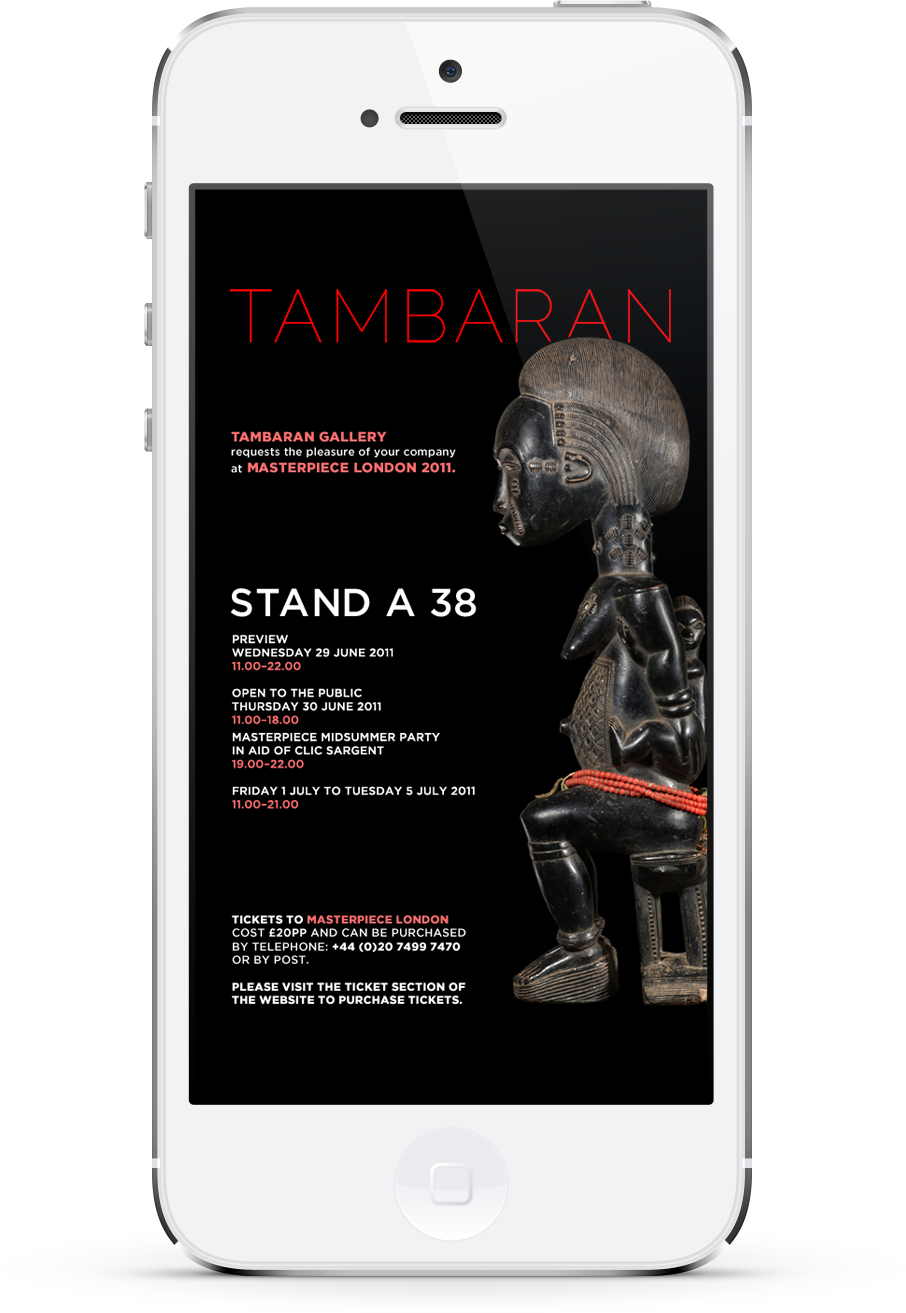 TAMBARAN
TAMBARAN GALLERY
requests the pleasure of your company
at MASTERPIECE LONDON 2011.
STAND A 38
PREVIEW
WEDNESDAY 29 JUNE 2011
11.00–22.00
OPEN TO THE PUBLIC
THURSDAY 30 JUNE 2011
11.00–18.00
MASTERPIECE MIDSUMMER PARTY
IN AID OF CLIC SARGENT
19.00–22.00
FRIDAY 1 JULY TO TUESDAY 5 JULY 2011
11.00–21.00
TICKETS TO MASTERPIECE LONDON
COST £20PP AND CAN BE PURCHASED
BY TELEPHONE: +44 (0)20 7499 7470
OR BY POST.
PLEASE VISIT THE TICKET SECTION OF
THE WEBSITE TO PURCHASE TICKETS.